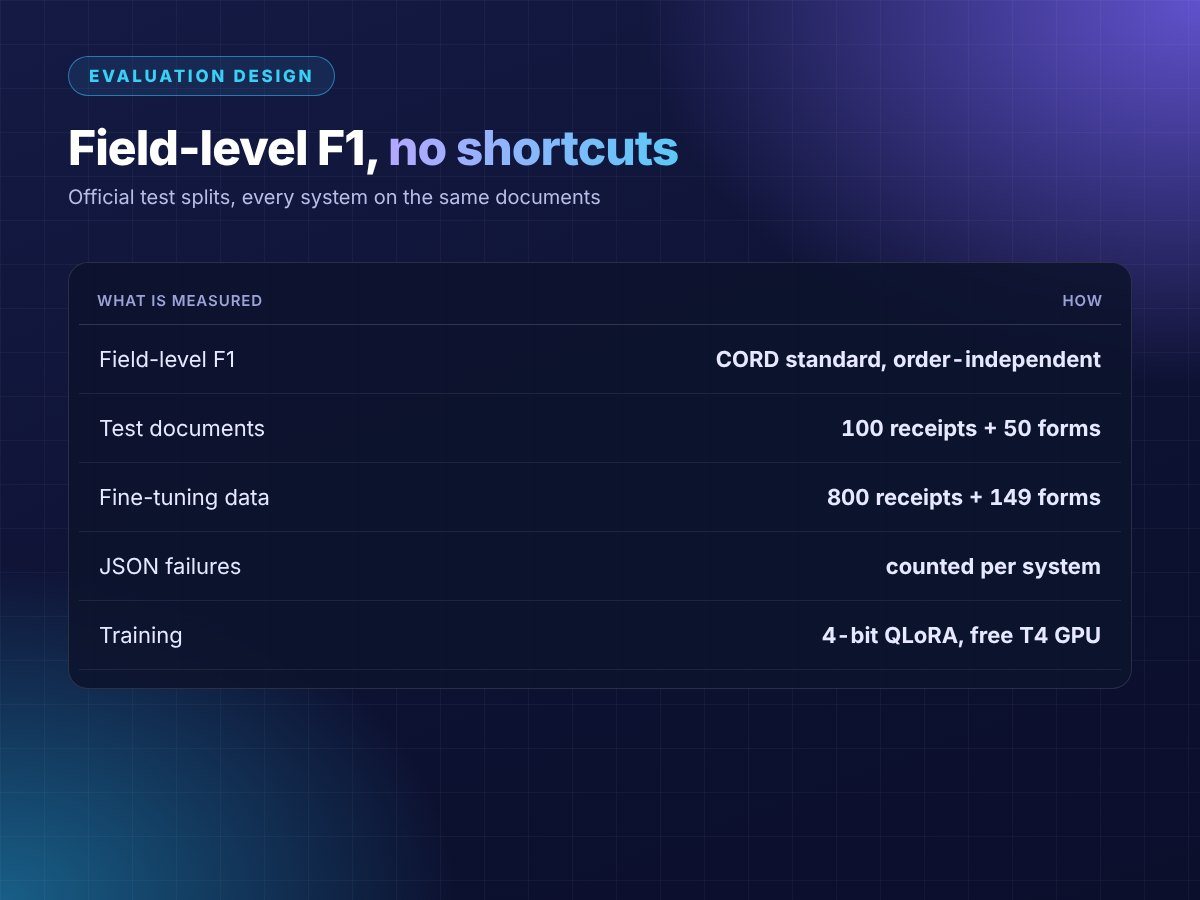 EVALUATION DESIGN
Field-level F1, no shortcuts
Official test splits, every system on the same documents
WHAT IS MEASURED HOW
Field-level F1 CORD standard, order-independent
Test documents 100 receipts + 50 forms
Fine-tuning data 800 receipts + 149 forms
JSON failures counted per system
Training 4-bit QLoRA, free T4 GPU